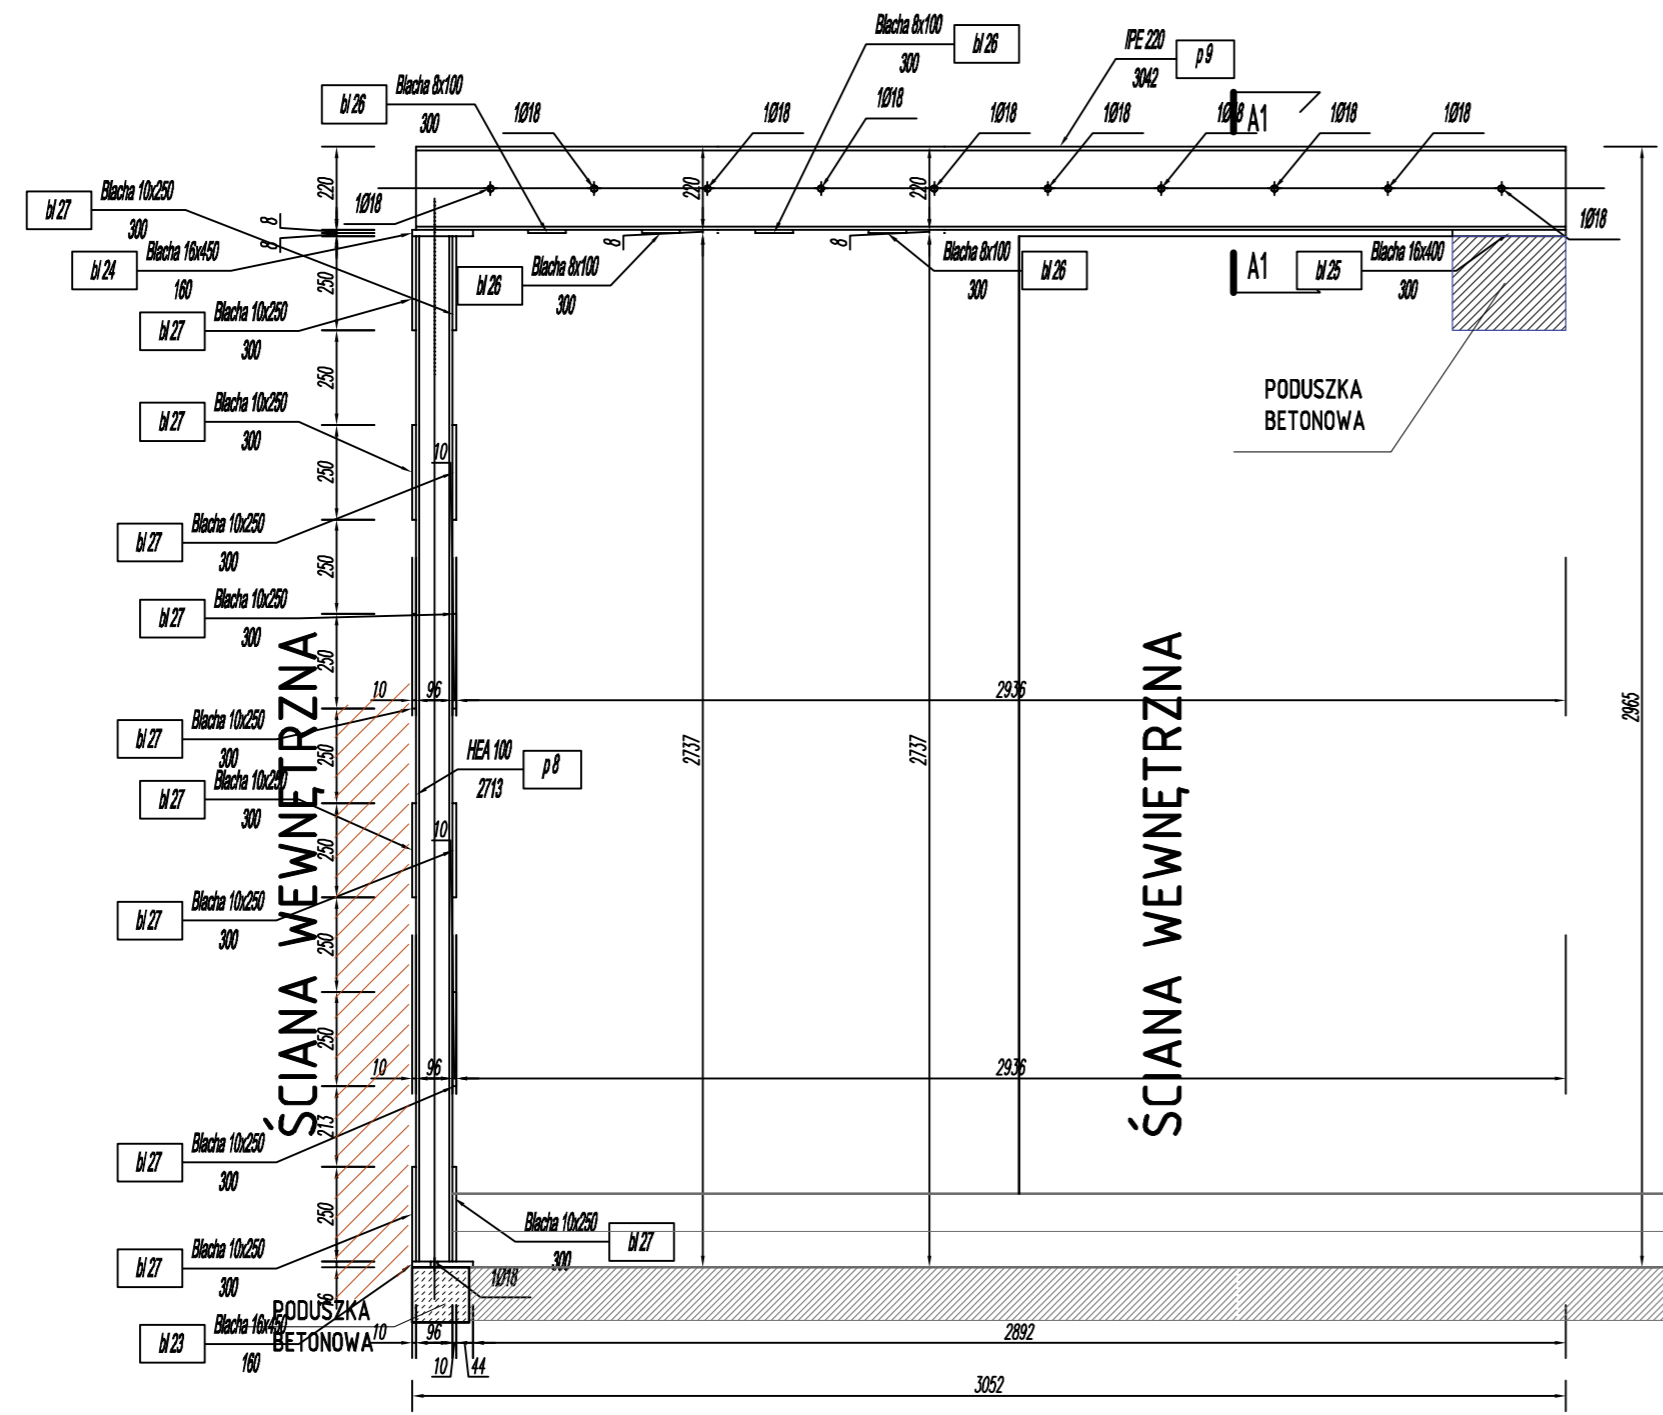 Blacha 8x100
300
bl 26
IPE 220
3042
p 9
bl 26
Blacha 8x100
300
1Ø18
1Ø18
1Ø18
1Ø18
1Ø18
1Ø18
1Ø18
1Ø18
A1
220
220
220
bl 27
Blacha 10x250
300
1Ø18
1Ø18
8
8
8
8
bl 24
Blacha 16x450
160
250
bl 26
Blacha 8x100
300
Blacha 8x100
300
bl 26
A1
bl 25
Blacha 16x400
300
bl 27
Blacha 10x250
300
250
PODUSZKA
BETONOWA
bl 27
Blacha 10x250
300
250
10
bl 27
Blacha 10x250
300
250
bl 27
Blacha 10x250
300
250
ŚCIANA WEWNĘTRZNA
ŚCIANA WEWNĘTRZNA
10
96
2936
2965
bl 27
Blacha 10x250
300
250
2737
2737
HEA 100
2713
p 8
bl 27
Blacha 10x250
300
250
10
bl 27
Blacha 10x250
300
250
250
10
96
2936
213
bl 27
Blacha 10x250
300
250
Blacha 10x250
300
bl 27
bl 27
Blacha 10x250
300
1Ø18
PODUSZKA
BETONOWA
bl 23
Blacha 16x450
160
10
96
2892
10
44
3052